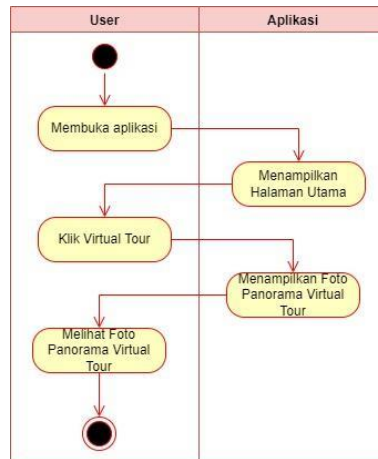 User
Aplikasi
Membuka aplikasi
Menampilkan
Halaman Utama
Klik Virtual Tour
Menampilkan Foto
Panorama Virtual
Tour
Melihat Foto
Panorama Virtual
Tour